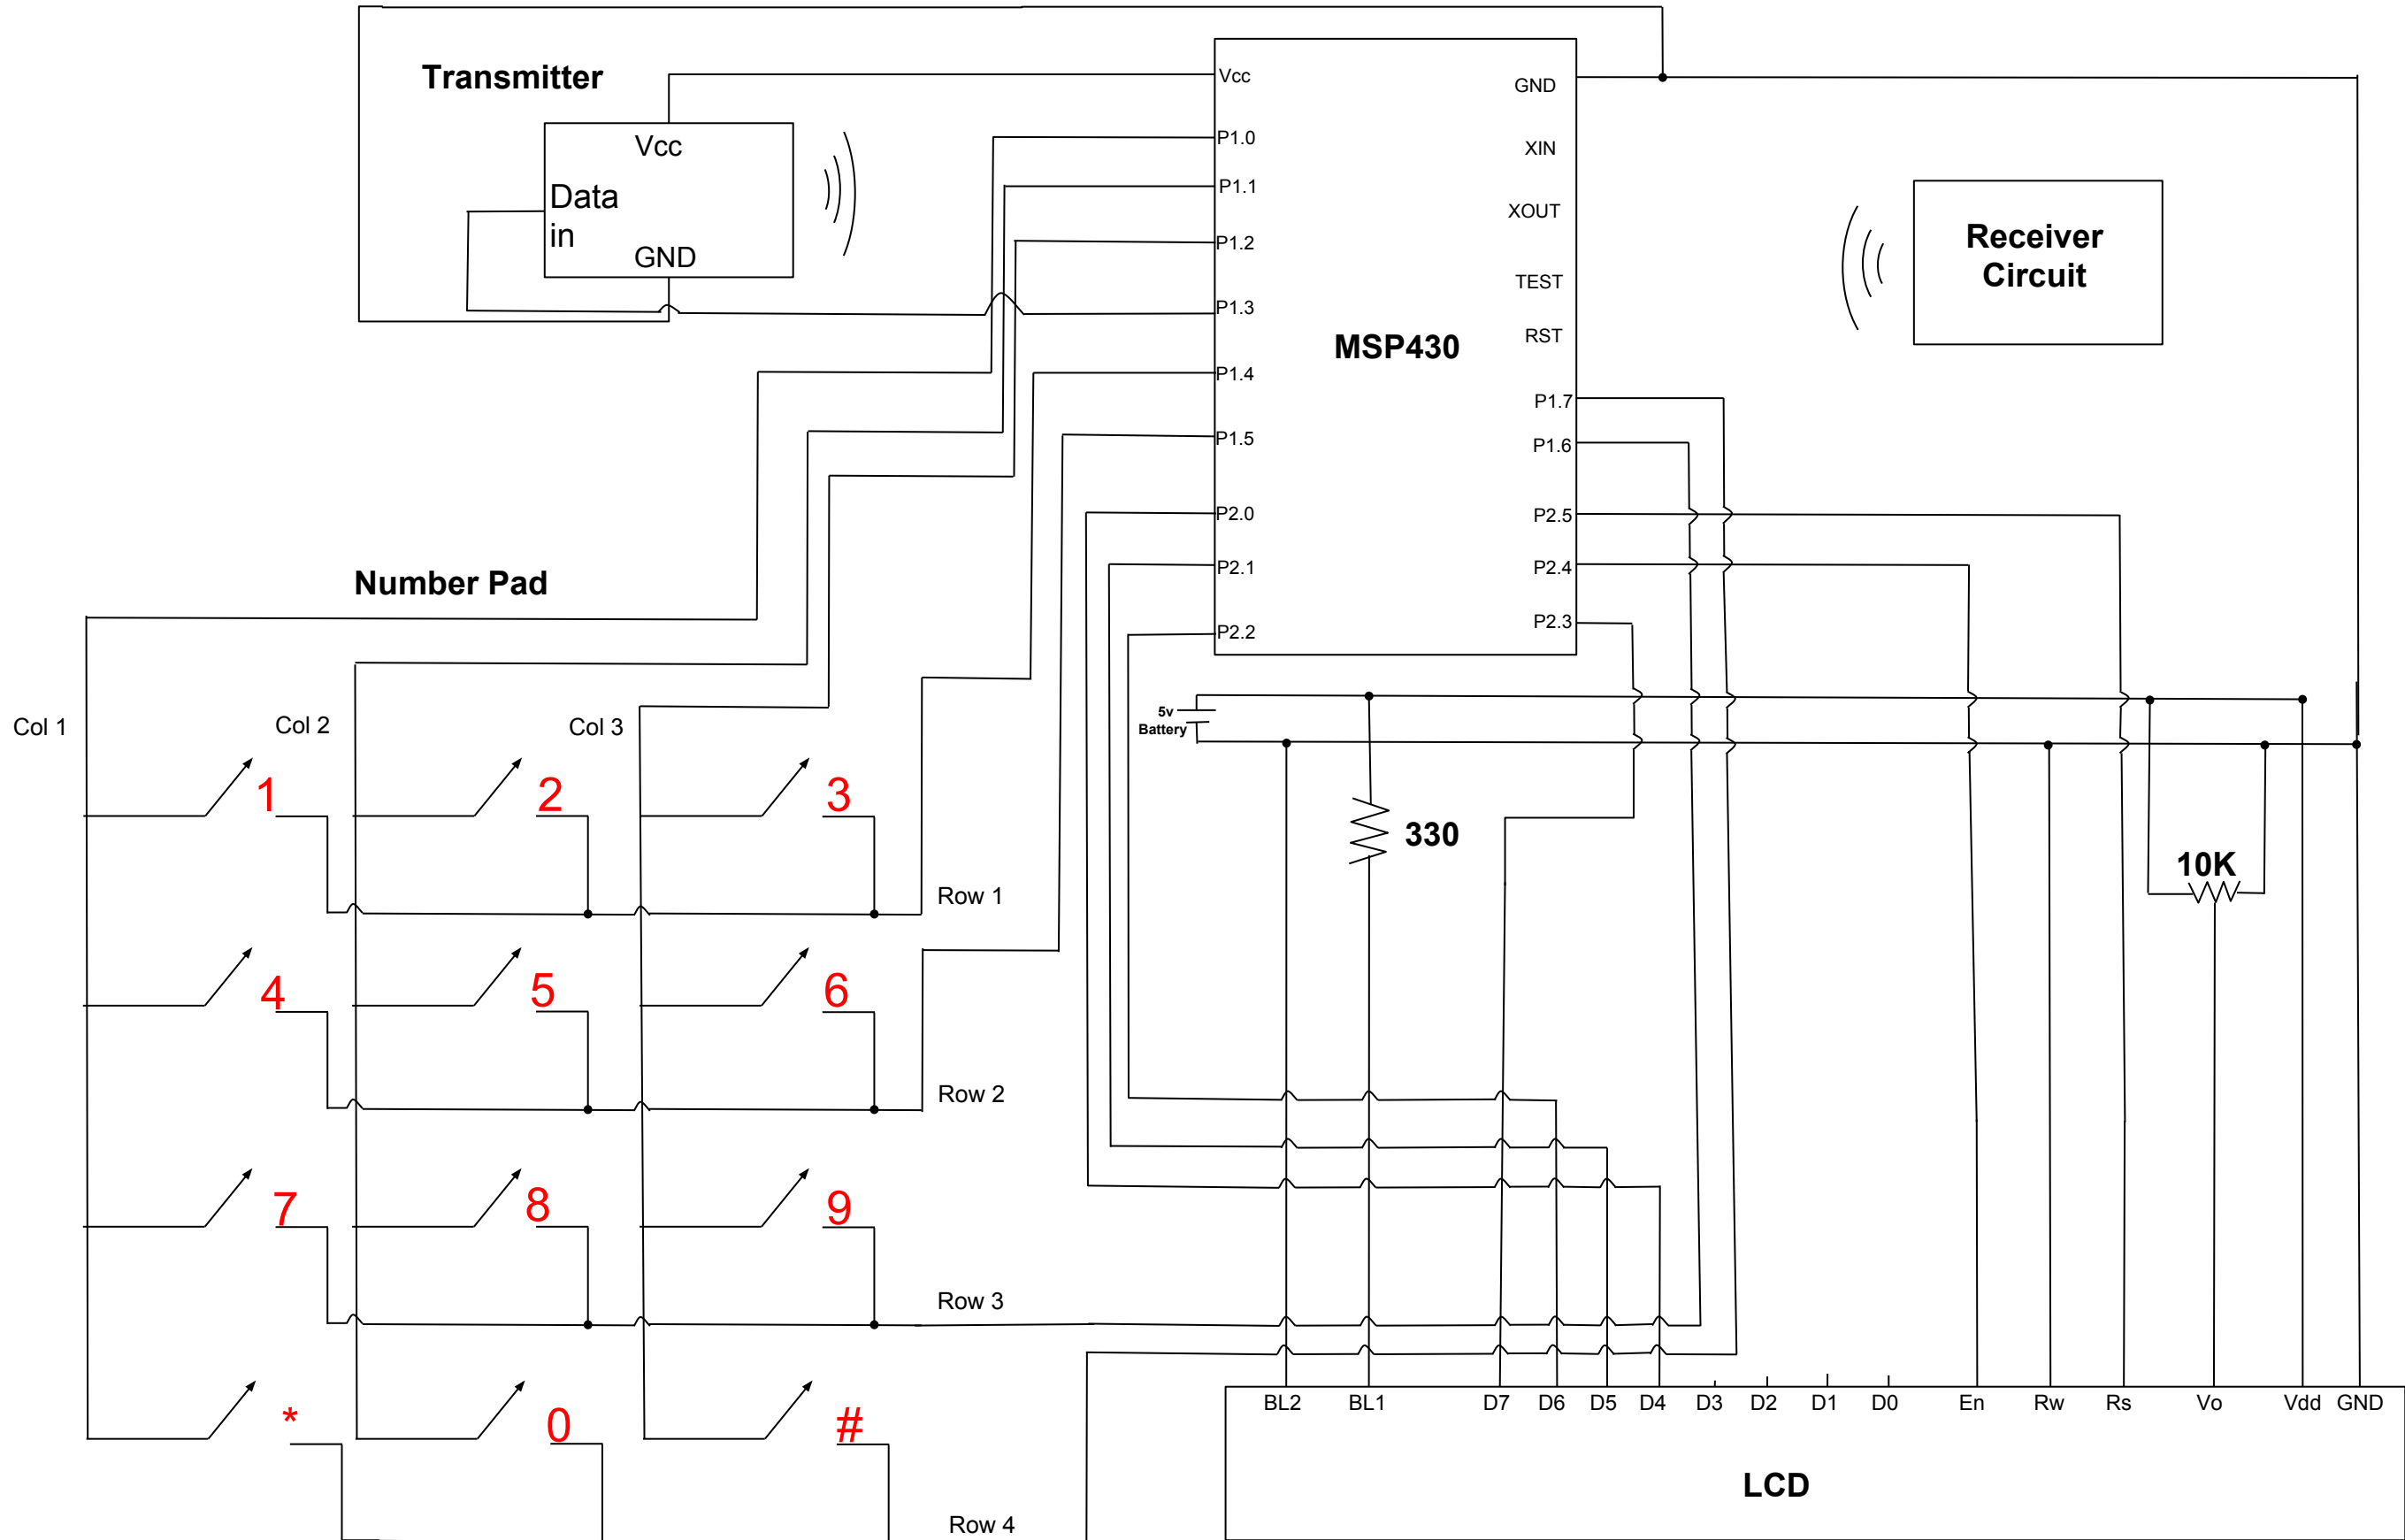 Transmitter
Vcc
Data
in
GND
Vcc
P1.0
P1.1
P1.2
P1.3
P1.4
P1.5
P2.0
P2.1
P2.2
MSP430
GND
XIN
XOUT
TEST
RST
P1.7
P1.6
P2.5
P2.4
P2.3
Receiver
Circuit
Number Pad
Col 1
Col 2
Col 3
1
2
3
Row 1
4
5
6
Row 2
7
8
9
Row 3
*
0
#
Row 4
5v
Battery
330
10K
BL2
BL1
D7
D6
D5
D4
D3
D2
D1
D0
En
Rw
Rs
Vo
Vdd
GND
LCD